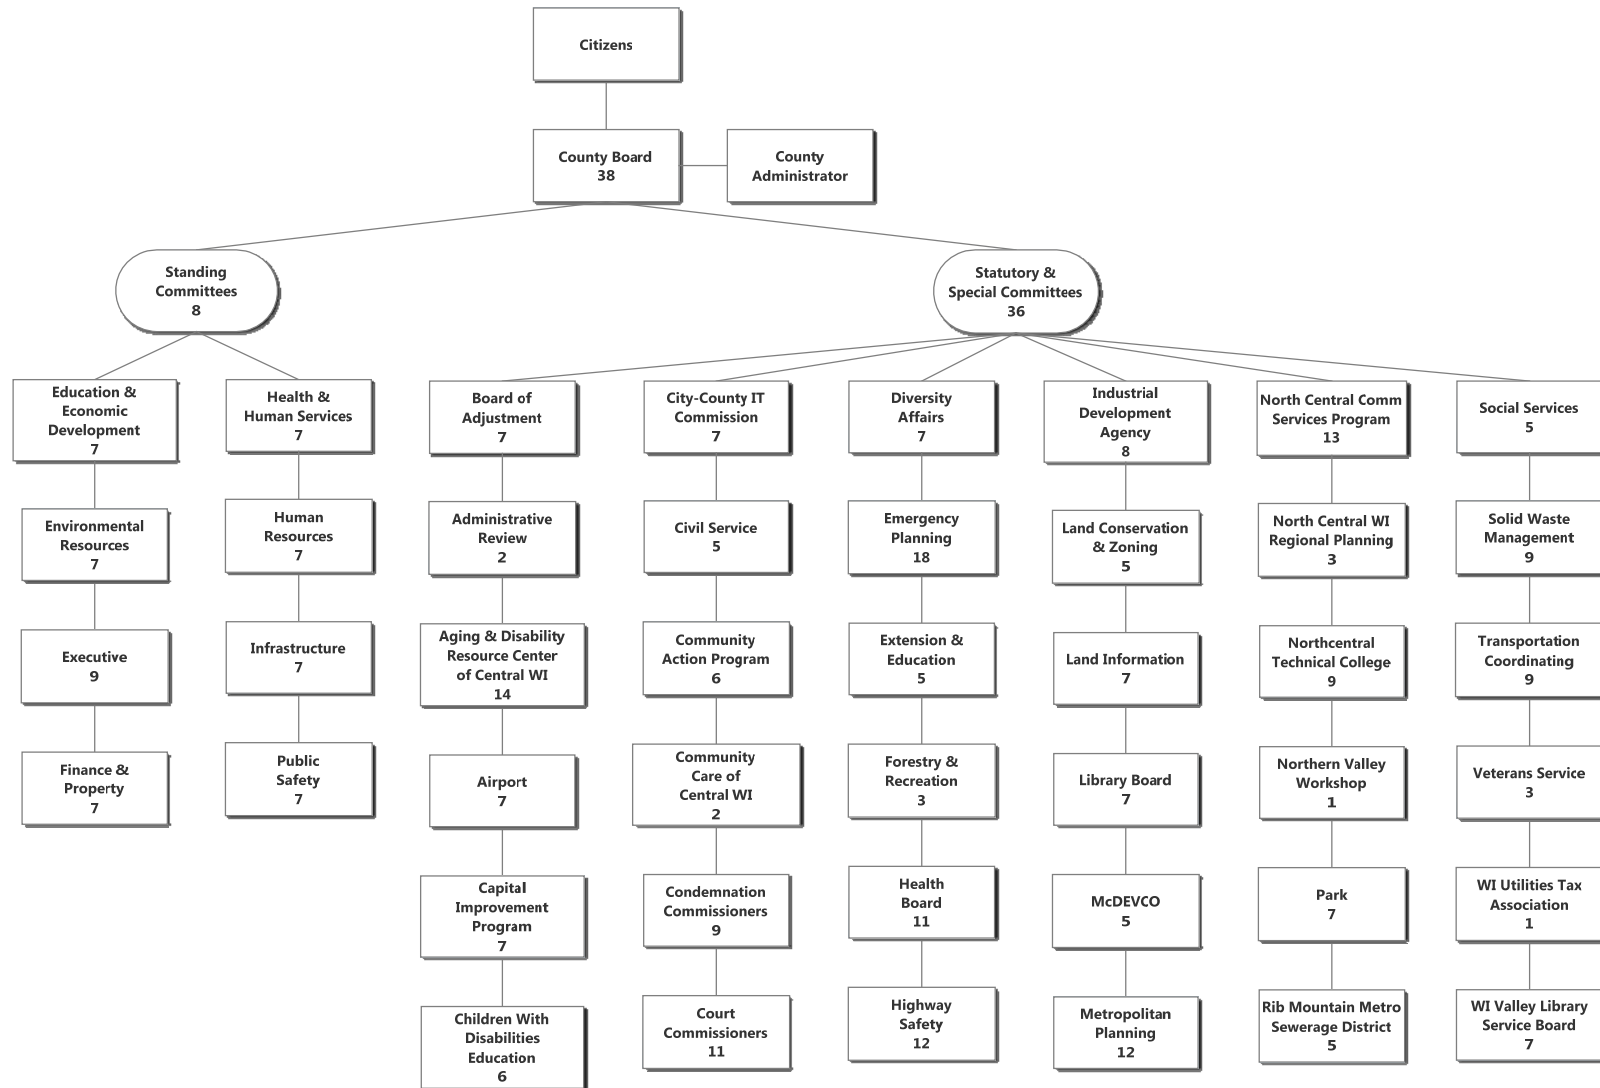 Citizens
County Board
38
County
Administrator
Standing
Committees
8
Statutory &
Special Committees
36
Education &
Economic
Development
7
Environmental
Resources
7
Executive
9
Finance &
Property
7
Health &
Human Services
7
Human
Resources
7
Infrastructure
7
Public
Safety
7
Board of
Adjustment
7
Administrative
Review
2
Aging & Disability
Resource Center
of Central WI
14
Airport
7
Capital
Improvement
Program
7
Children With
Disabilities
Education
6
City-County IT
Commission
7
Civil Service
5
Community
Action Program
6
Community
Care of
Central WI
2
Condemnation
Commissioners
9
Court
Commissioners
11
Diversity
Affairs
7
Emergency
Planning
18
Extension &
Education
5
Forestry &
Recreation
3
Health
Board
11
Highway
Safety
12
Industrial
Development
Agency
8
Land Conservation
& Zoning
5
Land Information
7
Library Board
7
McDEVCO
5
Metropolitan
Planning
12
North Central Comm
Services Program
13
North Central WI
Regional Planning
3
Northcentral
Technical College
9
Northern Valley
Workshop
1
Park
7
Rib Mountain Metro
Sewerage District
5
Social Services
5
Solid Waste
Management
9
Transportation
Coordinating
9
Veterans Service
3
WI Utilities Tax
Association
1
WI Valley Library
Service Board
7